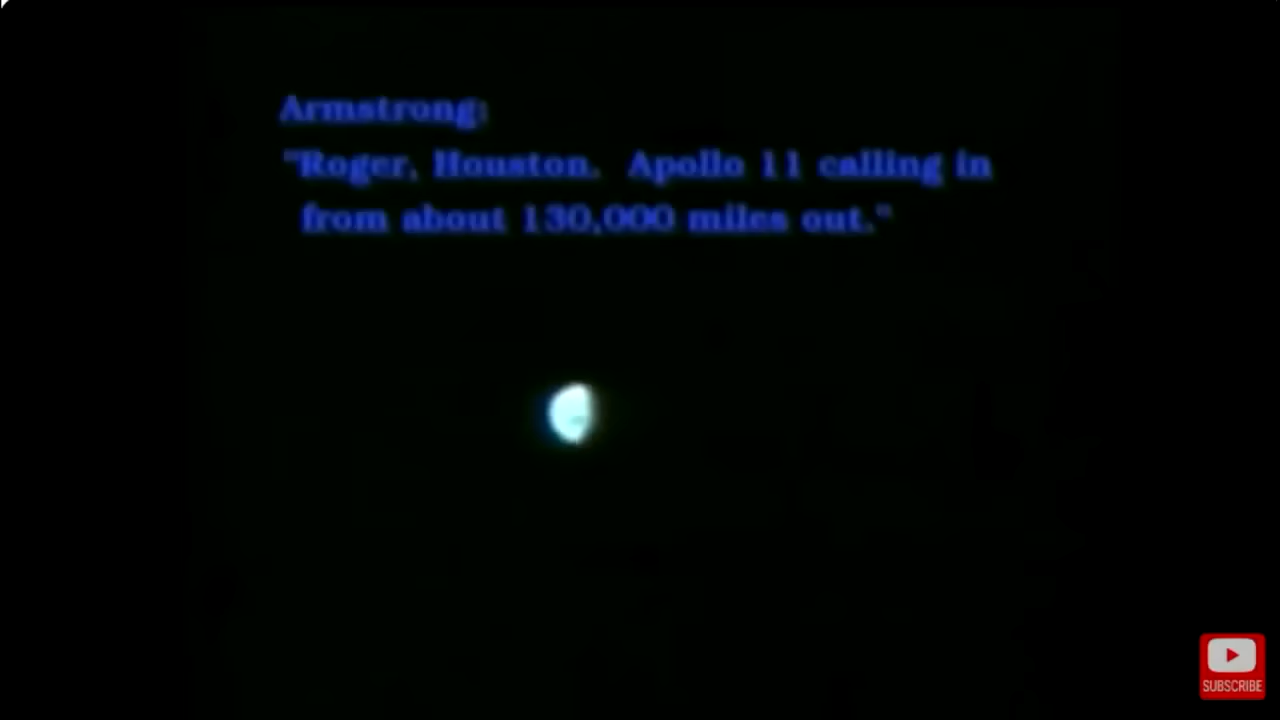 Armstrong:
"Roger, Houston. Apollo 11 calling in
from about 130,000 miles out."
SUBSCRIBE